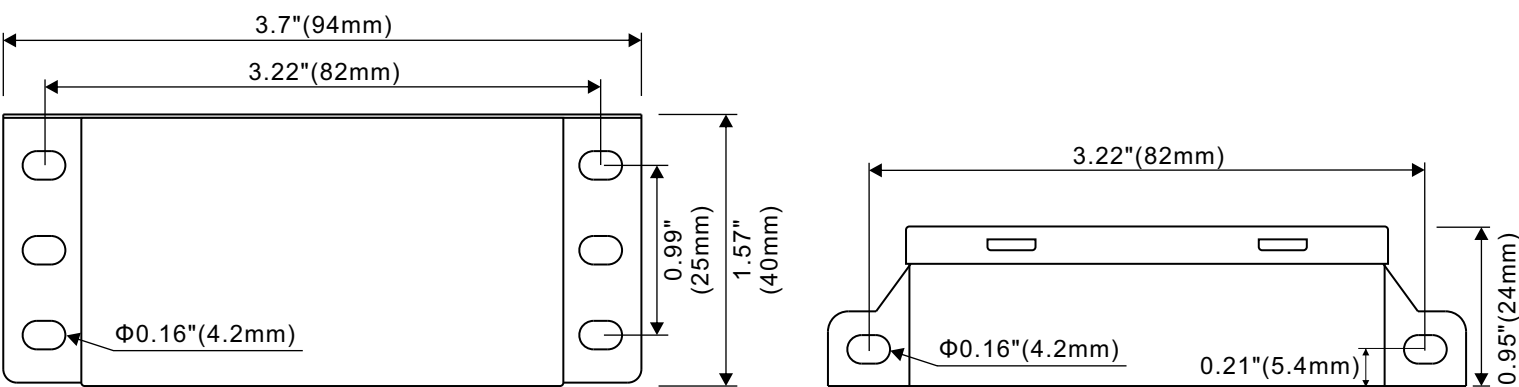 3.7"(94mm)
3.22"(82mm)
0.99"
(25mm)
1.57"
(40mm)
Φ0.16"(4.2mm)
3.22"(82mm)
Φ0.16"(4.2mm)
0.21"(5.4mm)
0.95"(24mm)